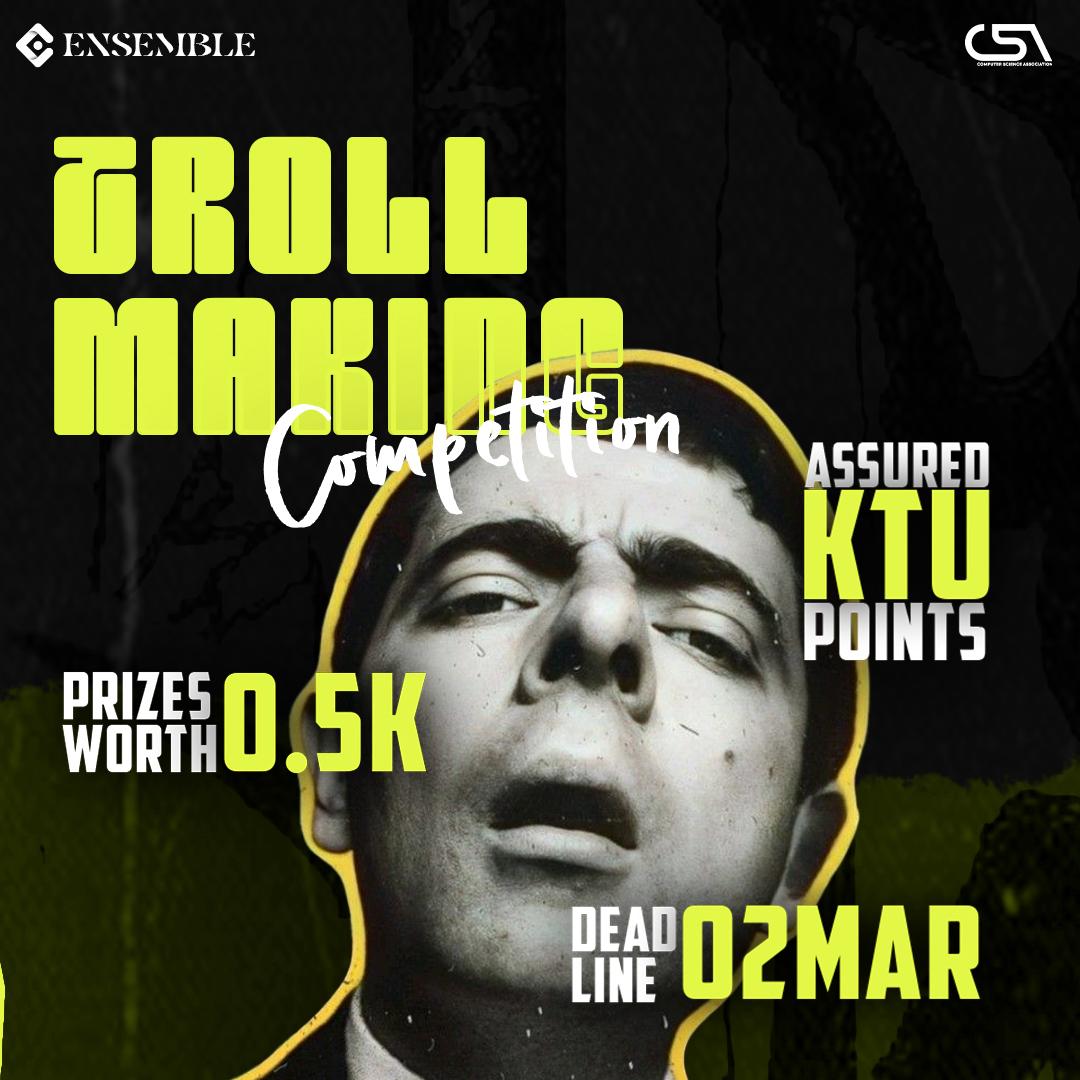 ENSEMBLE
CSA
COMPUTER SCIENCE ASSOCIATION
TROLL
MAKING
Competition
ASSURED
KTU
POINTS
PRIZES
WORTH 0.5K
DEAD
LINE 02MAR